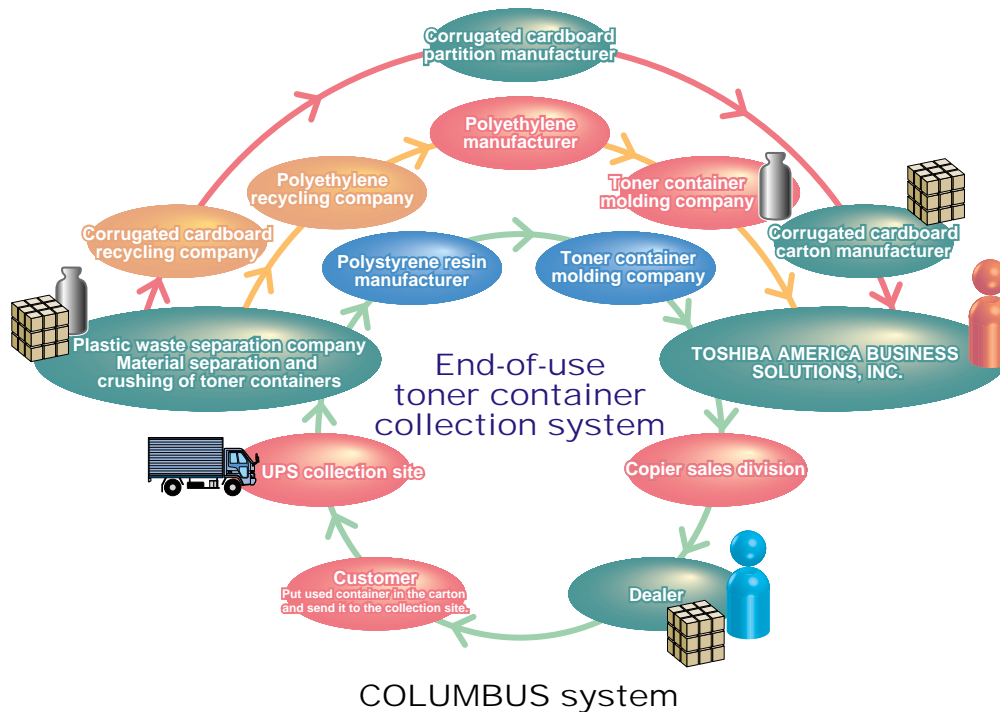 Corrugated cardboard
partition manufacturer
Polyethylene
manufacturer
Polyethylene
recycling company
Toner container
molding company
Corrugated cardboard
recycling company
Corrugated cardboard
carton manufacturer
Polystyrene resin
manufacturer
Toner container
molding company
Plastic waste separation company
Material separation and
crushing of toner containers
TOSHIBA AMERICA BUSINESS
SOLUTIONS, INC.
End-of-use
toner container
collection system
UPS collection site
Copier sales division
Customer
Put used container in the carton
and send it to the collection site.
Dealer
COLUMBUS system